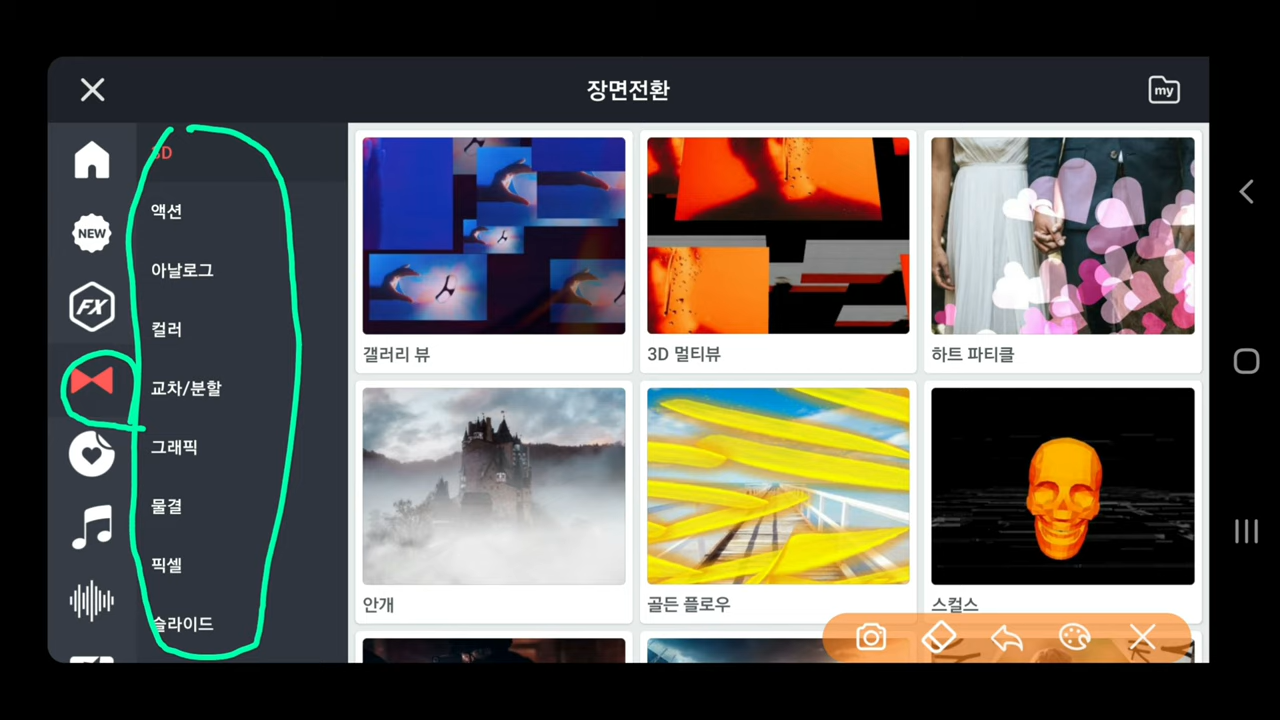 장면전환
my
3D
액션
NEW
아날로그
FX
컬러
교차/분할
그래픽
물결
픽셀
슬라이드
갤러리 뷰
3D 멀티뷰
하트 파티클
안개
골든 플로우
스컬스